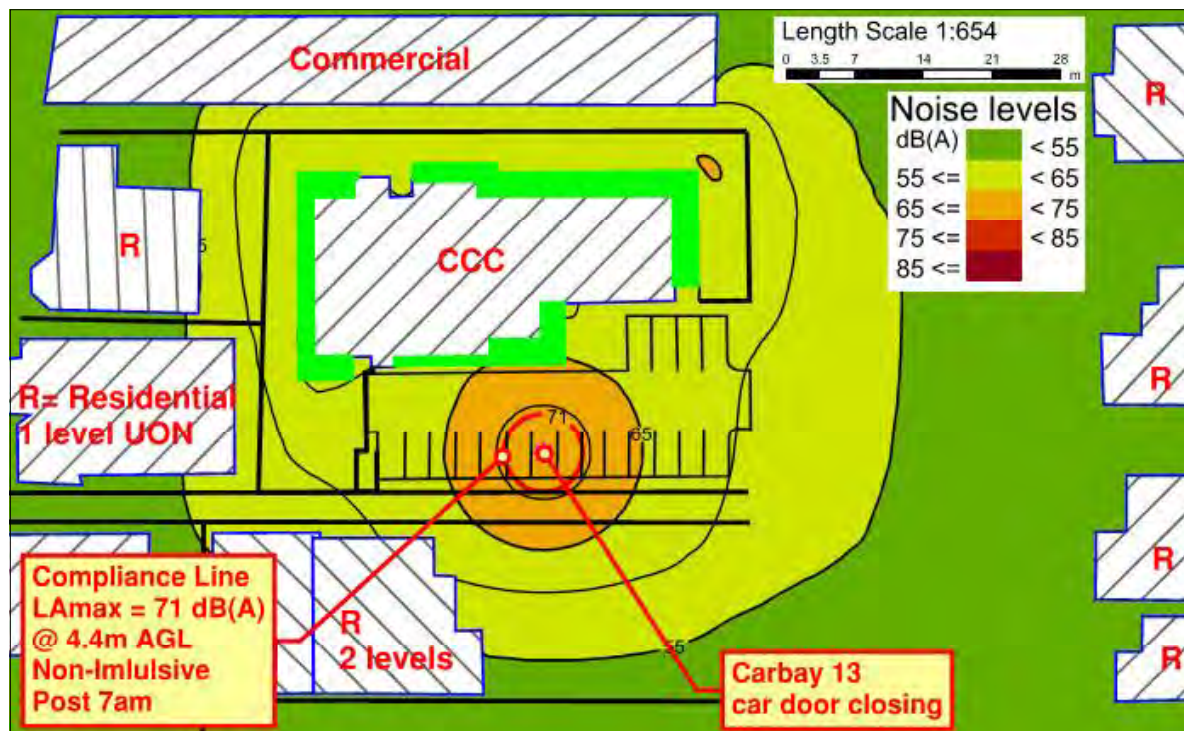 Commercial
Length Scale 1:654
0 3.5 7 14 21 28
m
R
Noise levels
dB(A)
< 55
55 <= < 65
65 <= < 75
75 <= < 85
85 <=
R
5
CCC
R
R= Residential
1 level UON
71
65
R
Compliance Line
LAmax = 71 dB(A)
@ 4.4m AGL
Non-Imlulsive
Post 7am
R
2 levels
55
Carbay 13
car door closing
R